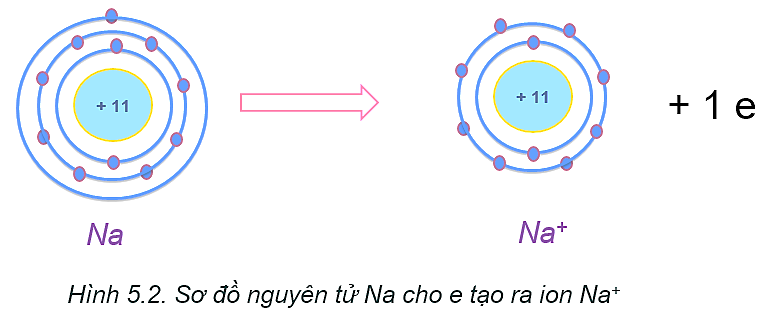 + 11
+ 11
+ 1 e
Na
Na⁺
Hình 5.2. Sơ đồ nguyên tử Na cho e tạo ra ion Na⁺